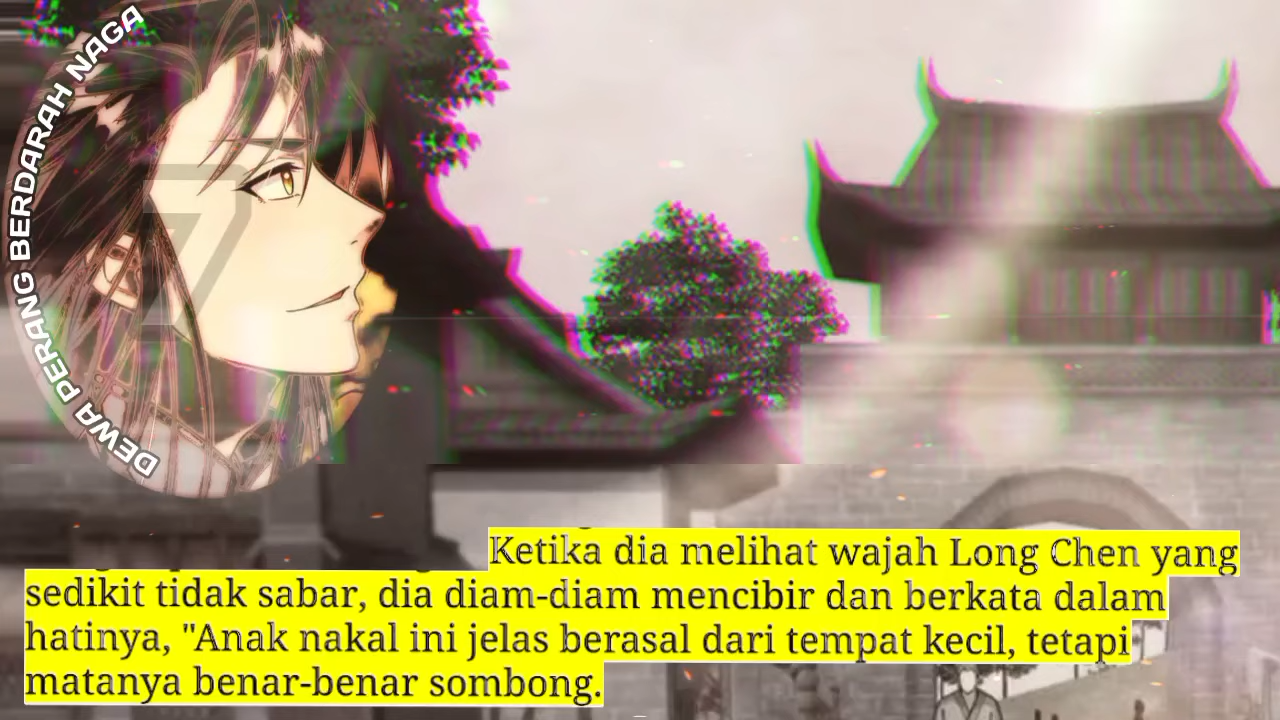 DEWA PERANG BERDARAH NAGA
Ketika dia melihat wajah Long Chen yang
sedikit tidak sabar, dia diam-diam mencibir dan berkata dalam
hatinya, "Anak nakal ini jelas berasal dari tempat kecil, tetapi
matanya benar-benar sombong.